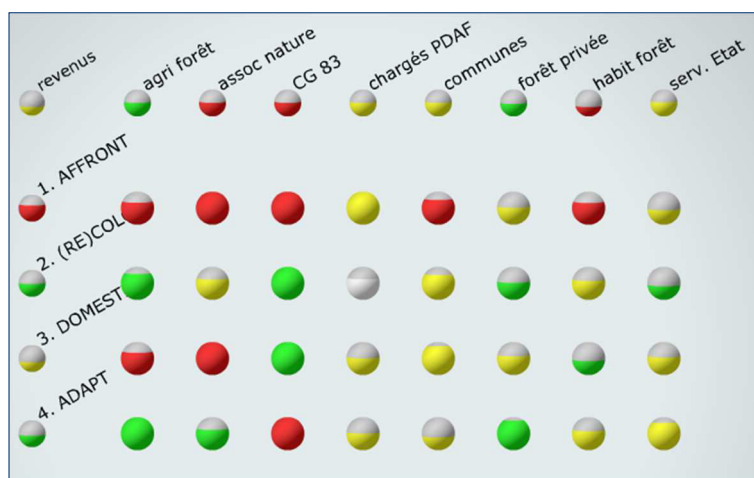 revenus
agri forêt
assoc nature
CG 83
chargés PDAF
communes
forêt privée
habit forêt
serv. Etat
1. AFFRONT
2. (RE)COL
3. DOMEST
4. ADAPT